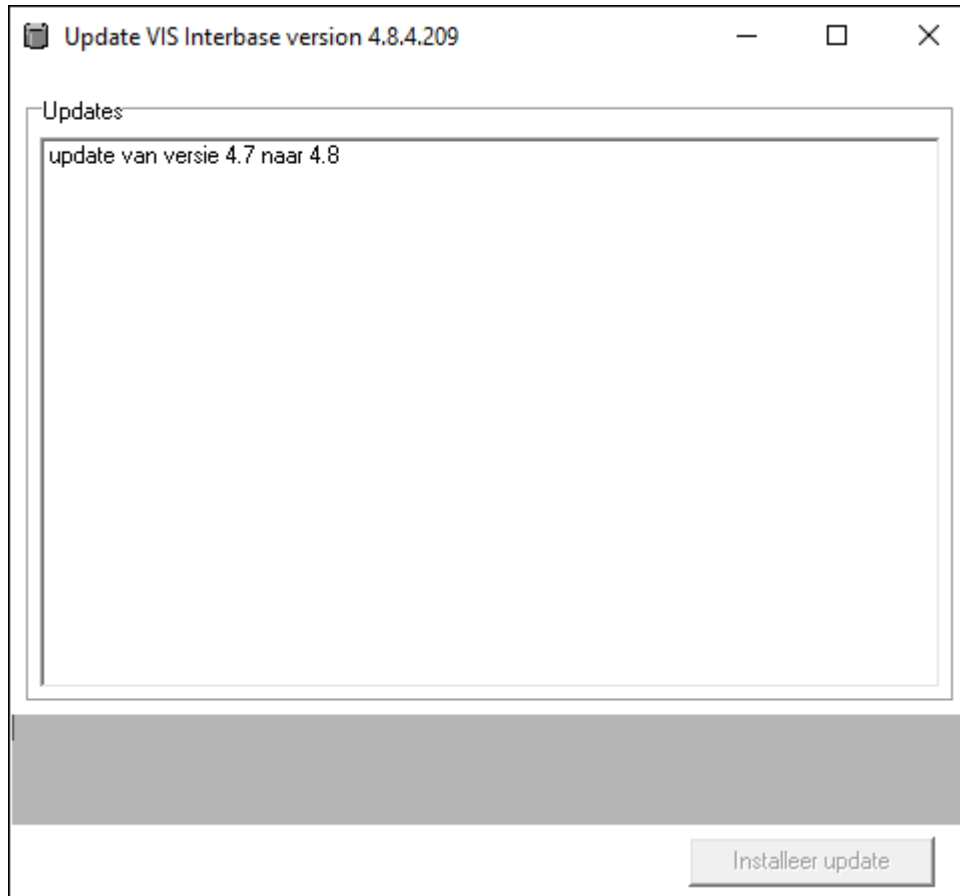 Update VIS Interbase version 4.8.4.209
Updates
update van versie 4.7 naar 4.8
Installeer update